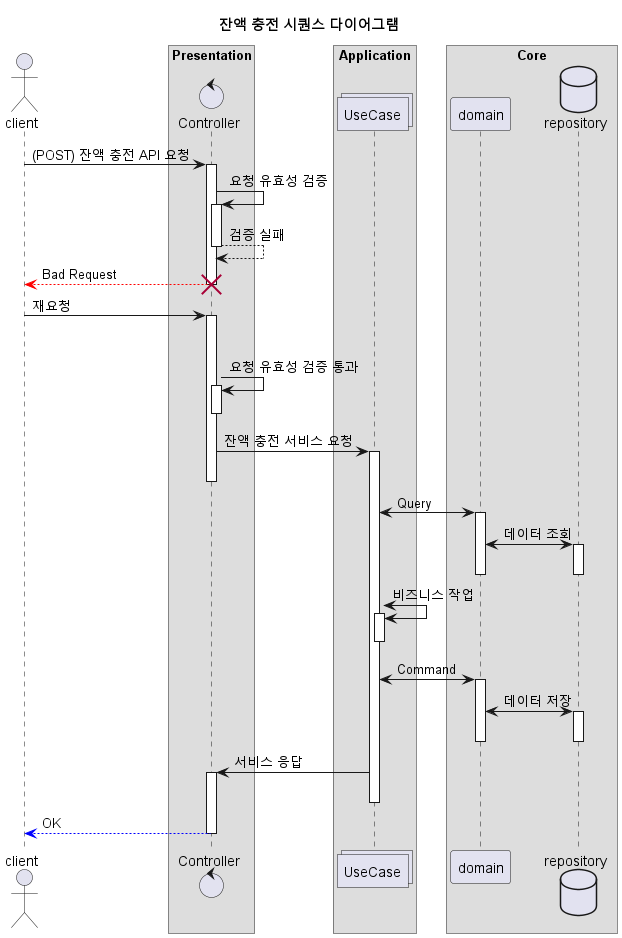 잔액 충전 시퀀스 다이어그램
Presentation
Application
Core
client
Controller
UseCase
domain
repository
(POST) 잔액 충전 API 요청
요청 유효성 검증
검증 실패
Bad Request
재요청
요청 유효성 검증 통과
잔액 충전 서비스 요청
Query
데이터 조회
비즈니스 작업
Command
데이터 저장
서비스 응답
OK
client
Controller
UseCase
domain
repository